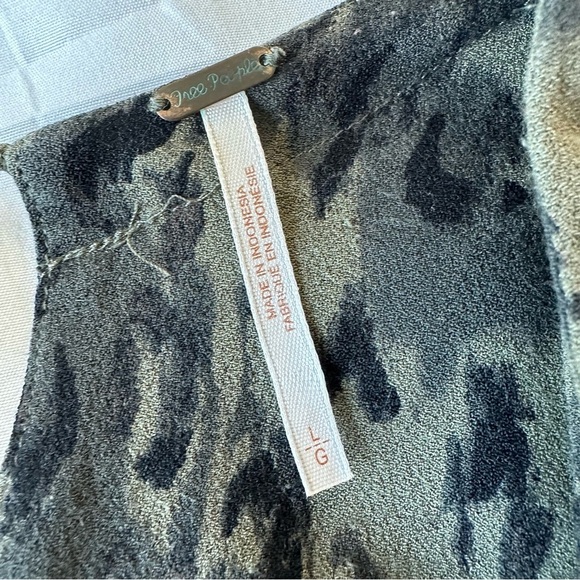 Free People
MADE IN INDONESIA
FABRIQUÉ EN INDONÉSIE
L
G